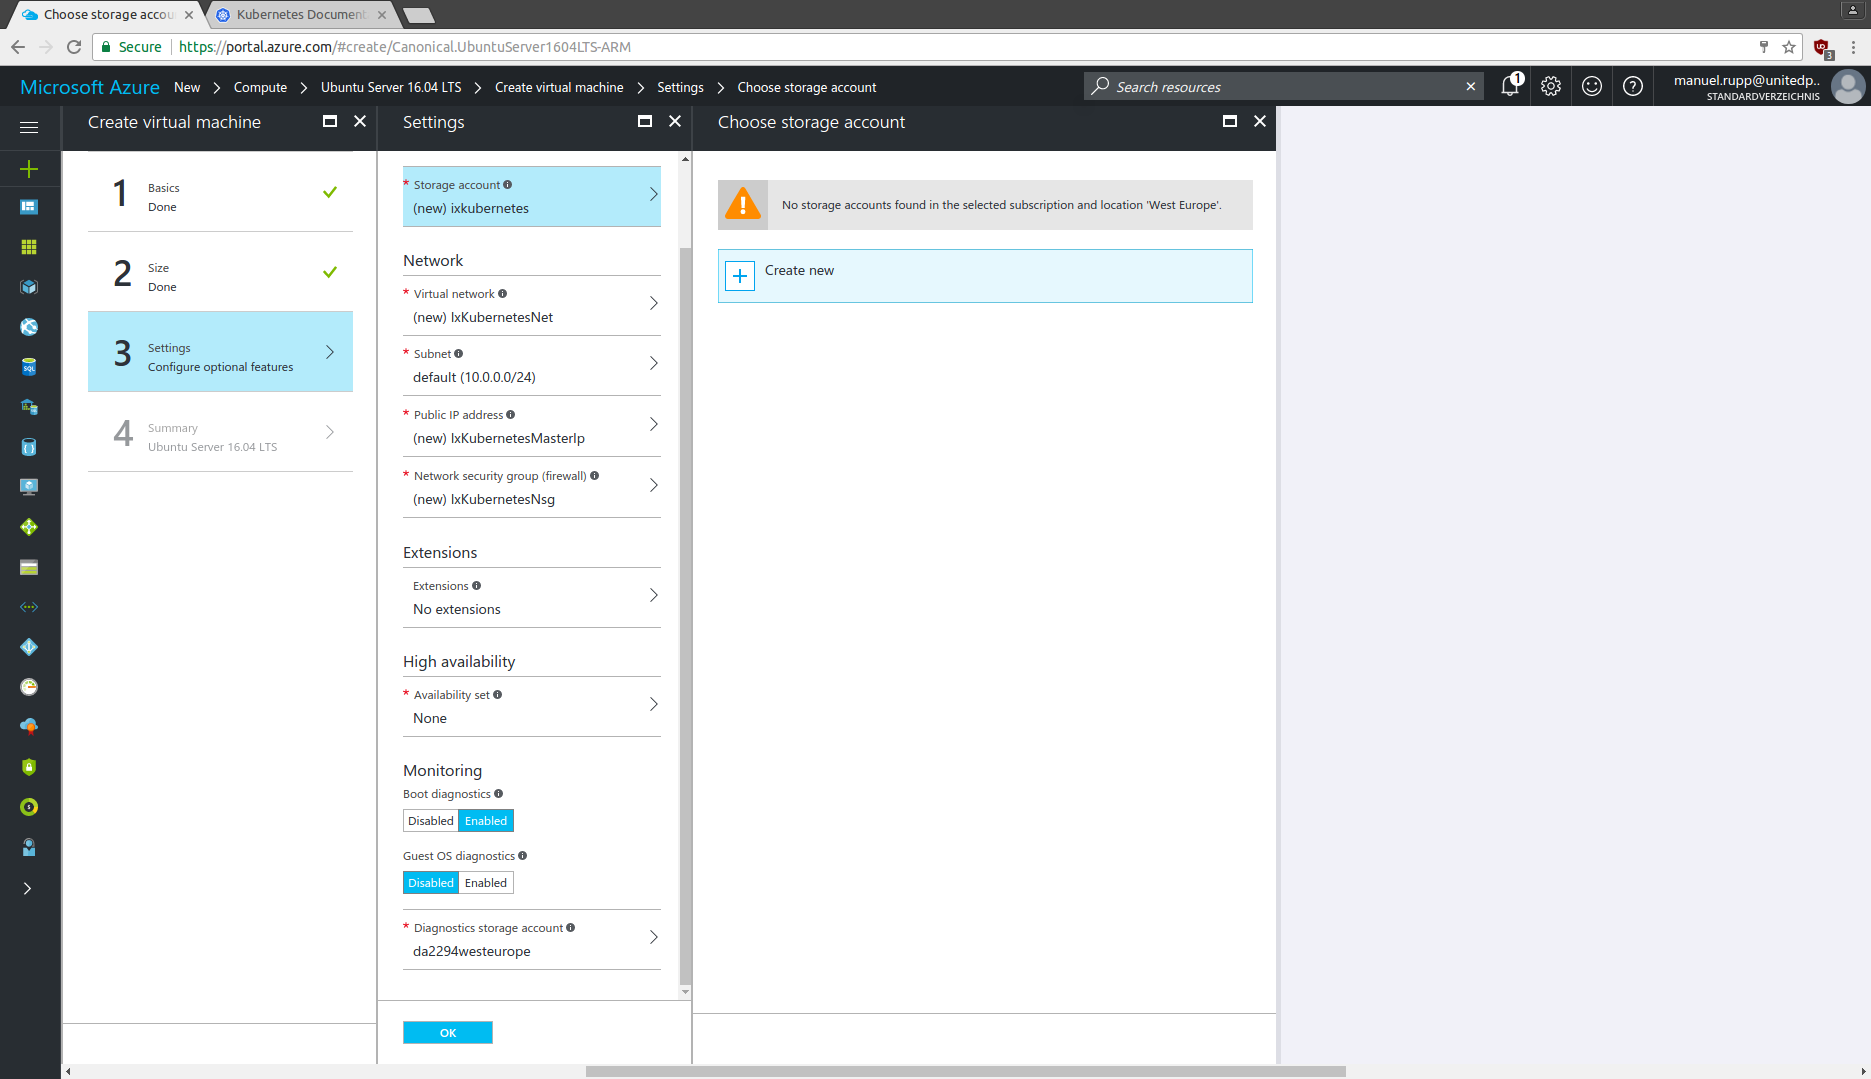 Choose storage accou
Kubernetes Document
Secure
https://portal.azure.com/#create/Canonical.UbuntuServer1604LTS-ARM
3
Microsoft Azure New > Compute > Ubuntu Server 16.04 LTS > Create virtual machine > Settings > Choose storage account
Search resources
1
manuel.rupp@unitedp..
STANDARDVERZEICHNIS
Create virtual machine
1
Basics
Done
2
Size
Done
3
Settings
Configure optional features
4
Summary
Ubuntu Server 16.04 LTS
Settings
* Storage account
(new) ixkubernetes
Network
* Virtual network
(new) IxKubernetesNet
* Subnet
default (10.0.0.0/24)
* Public IP address
(new) IxKubernetesMasterIp
* Network security group (firewall)
(new) IxKubernetesNsg
Extensions
Extensions
No extensions
High availability
* Availability set
None
Monitoring
Boot diagnostics
Disabled Enabled
Guest OS diagnostics
Disabled Enabled
* Diagnostics storage account
da2294westeurope
OK
Choose storage account
No storage accounts found in the selected subscription and location 'West Europe'.
Create new